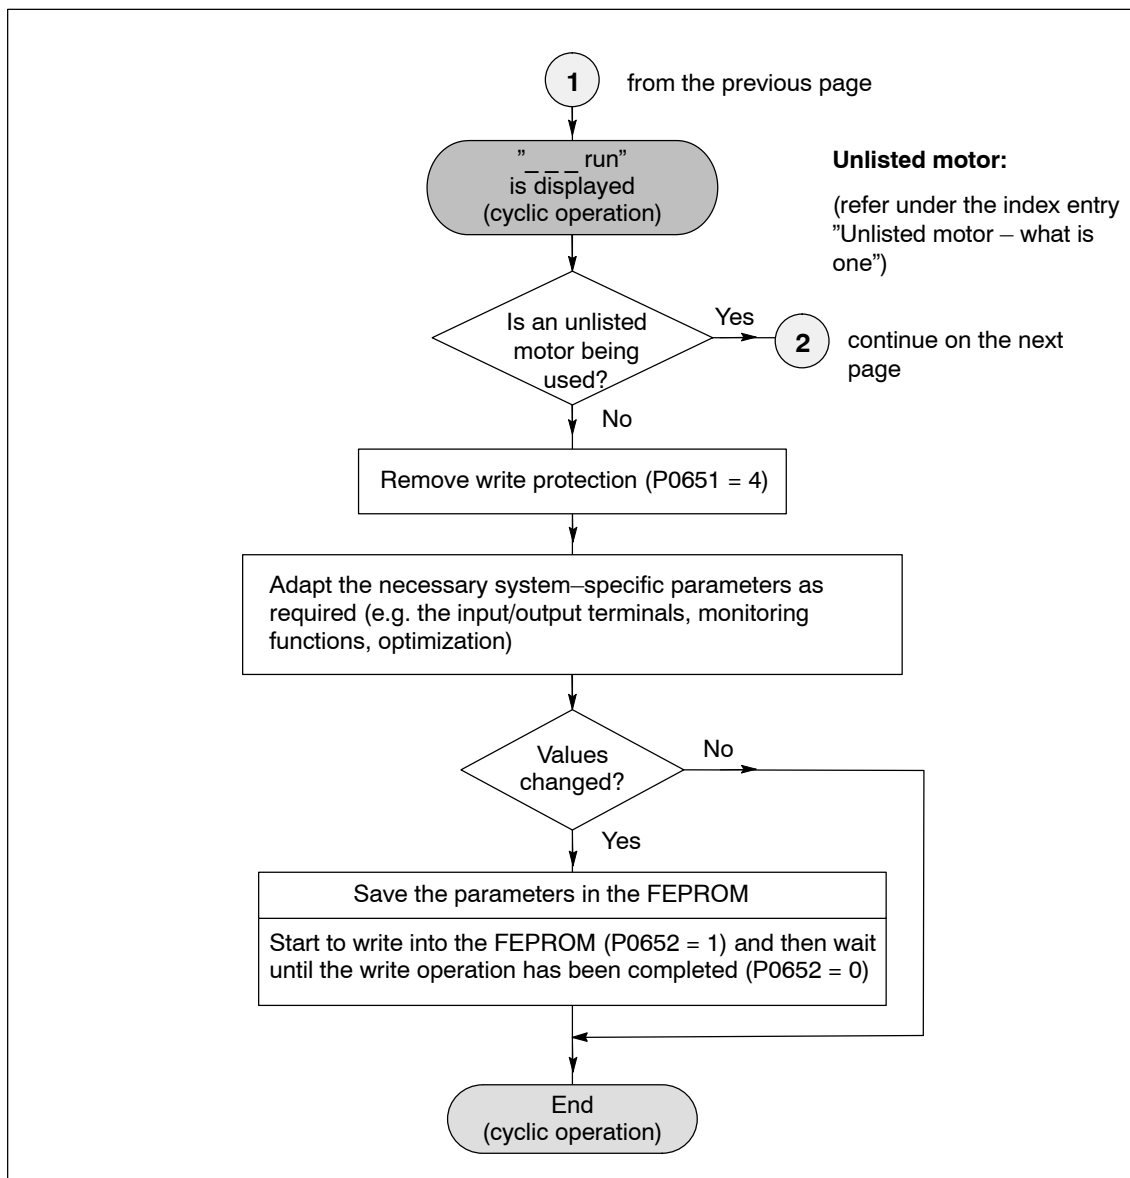 1
from the previous page
”_ _ _ run”
is displayed
(cyclic operation)
Unlisted motor:
(refer under the index entry
”Unlisted motor – what is
one”)
Is an unlisted
motor being
used?
Yes
2
continue on the next
page
No
Remove write protection (P0651 = 4)
Adapt the necessary system–specific parameters as
required (e.g. the input/output terminals, monitoring
functions, optimization)
Values
changed?
No
Yes
Save the parameters in the FEPROM
Start to write into the FEPROM (P0652 = 1) and then wait
until the write operation has been completed (P0652 = 0)
End
(cyclic operation)